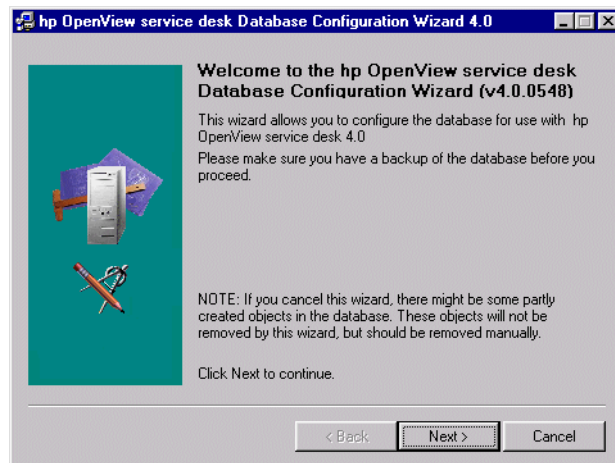 hp OpenView service desk Database Configuration Wizard 4.0
Welcome to the hp OpenView service desk
Database Configuration Wizard (v4.0.0548)
This wizard allows you to configure the database for use with hp
OpenView service desk 4.0
Please make sure you have a backup of the database before you
proceed.
NOTE: If you cancel this wizard, there might be some partly
created objects in the database. These objects will not be
removed by this wizard, but should be removed manually.
Click Next to continue.
< Back
Next >
Cancel